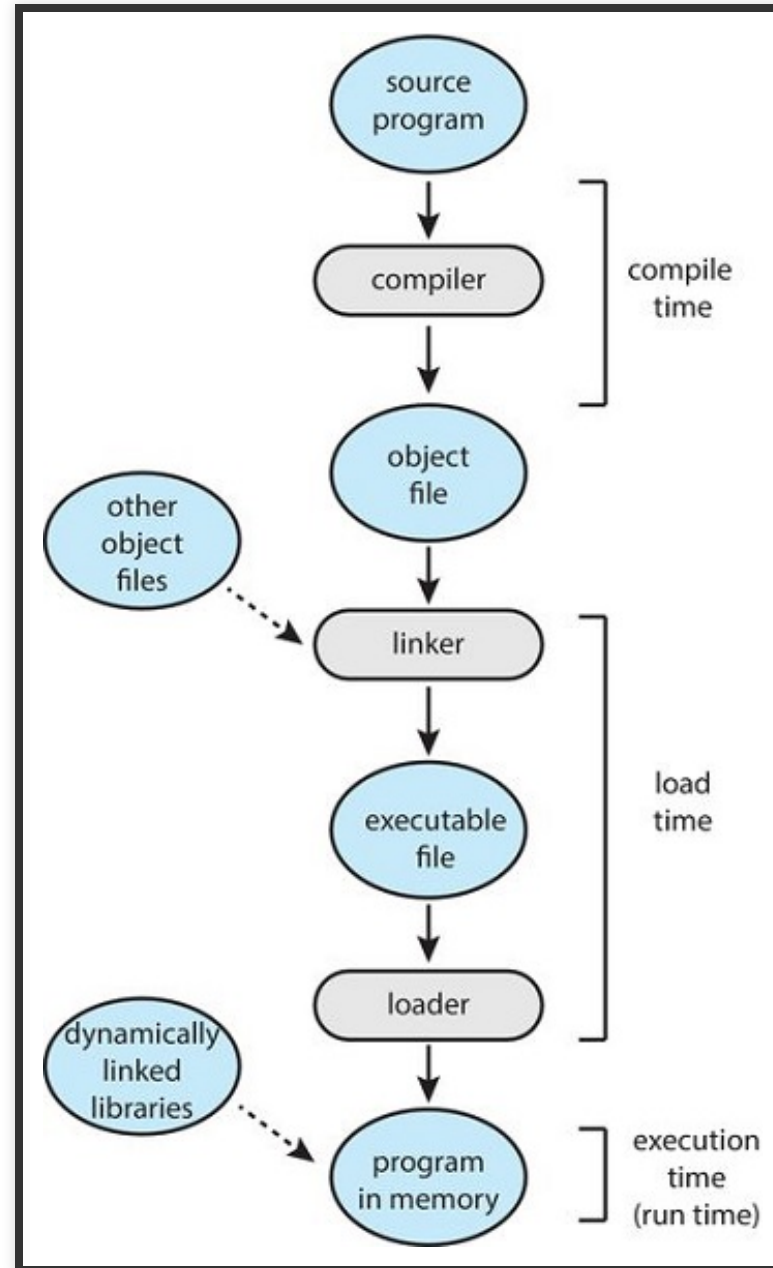 source
program
compiler
compile
time
object
file
other
object
files
linker
executable
file
load
time
loader
dynamically
linked
libraries
program
in memory
execution
time
(run time)